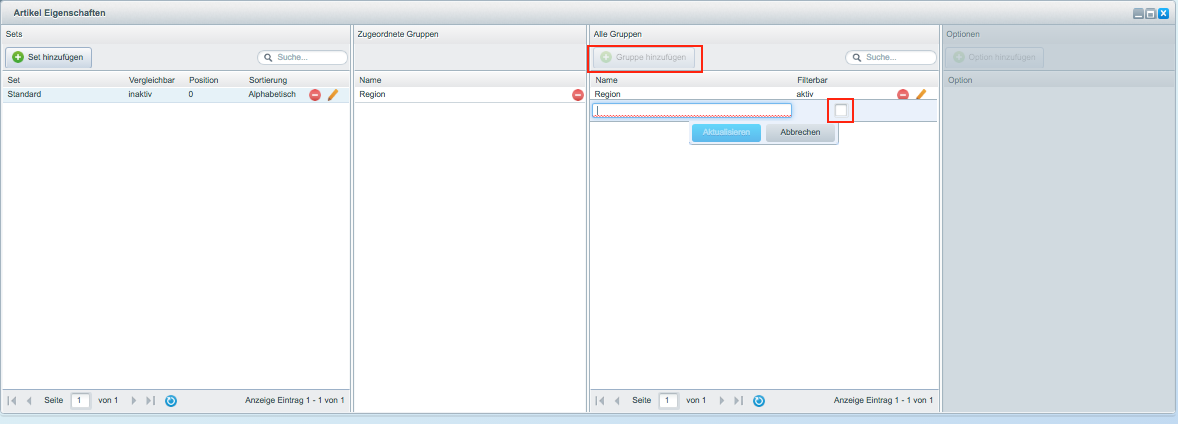 Artikel Eigenschaften
Sets
Zugeordnete Gruppen
Alle Gruppen
Optionen
Set hinzufügen
Suche...
Gruppe hinzufügen
Suche...
Option hinzufügen
Set Vergleichbar Position Sortierung
Name
Name Filterbar
Option
Standard inaktiv 0 Alphabetisch
Region
Region aktiv
Aktualisieren Abbrechen
Seite 1 von 1 Anzeige Eintrag 1 - 1 von 1
Seite 1 von 1 Anzeige Eintrag 1 - 1 von 1